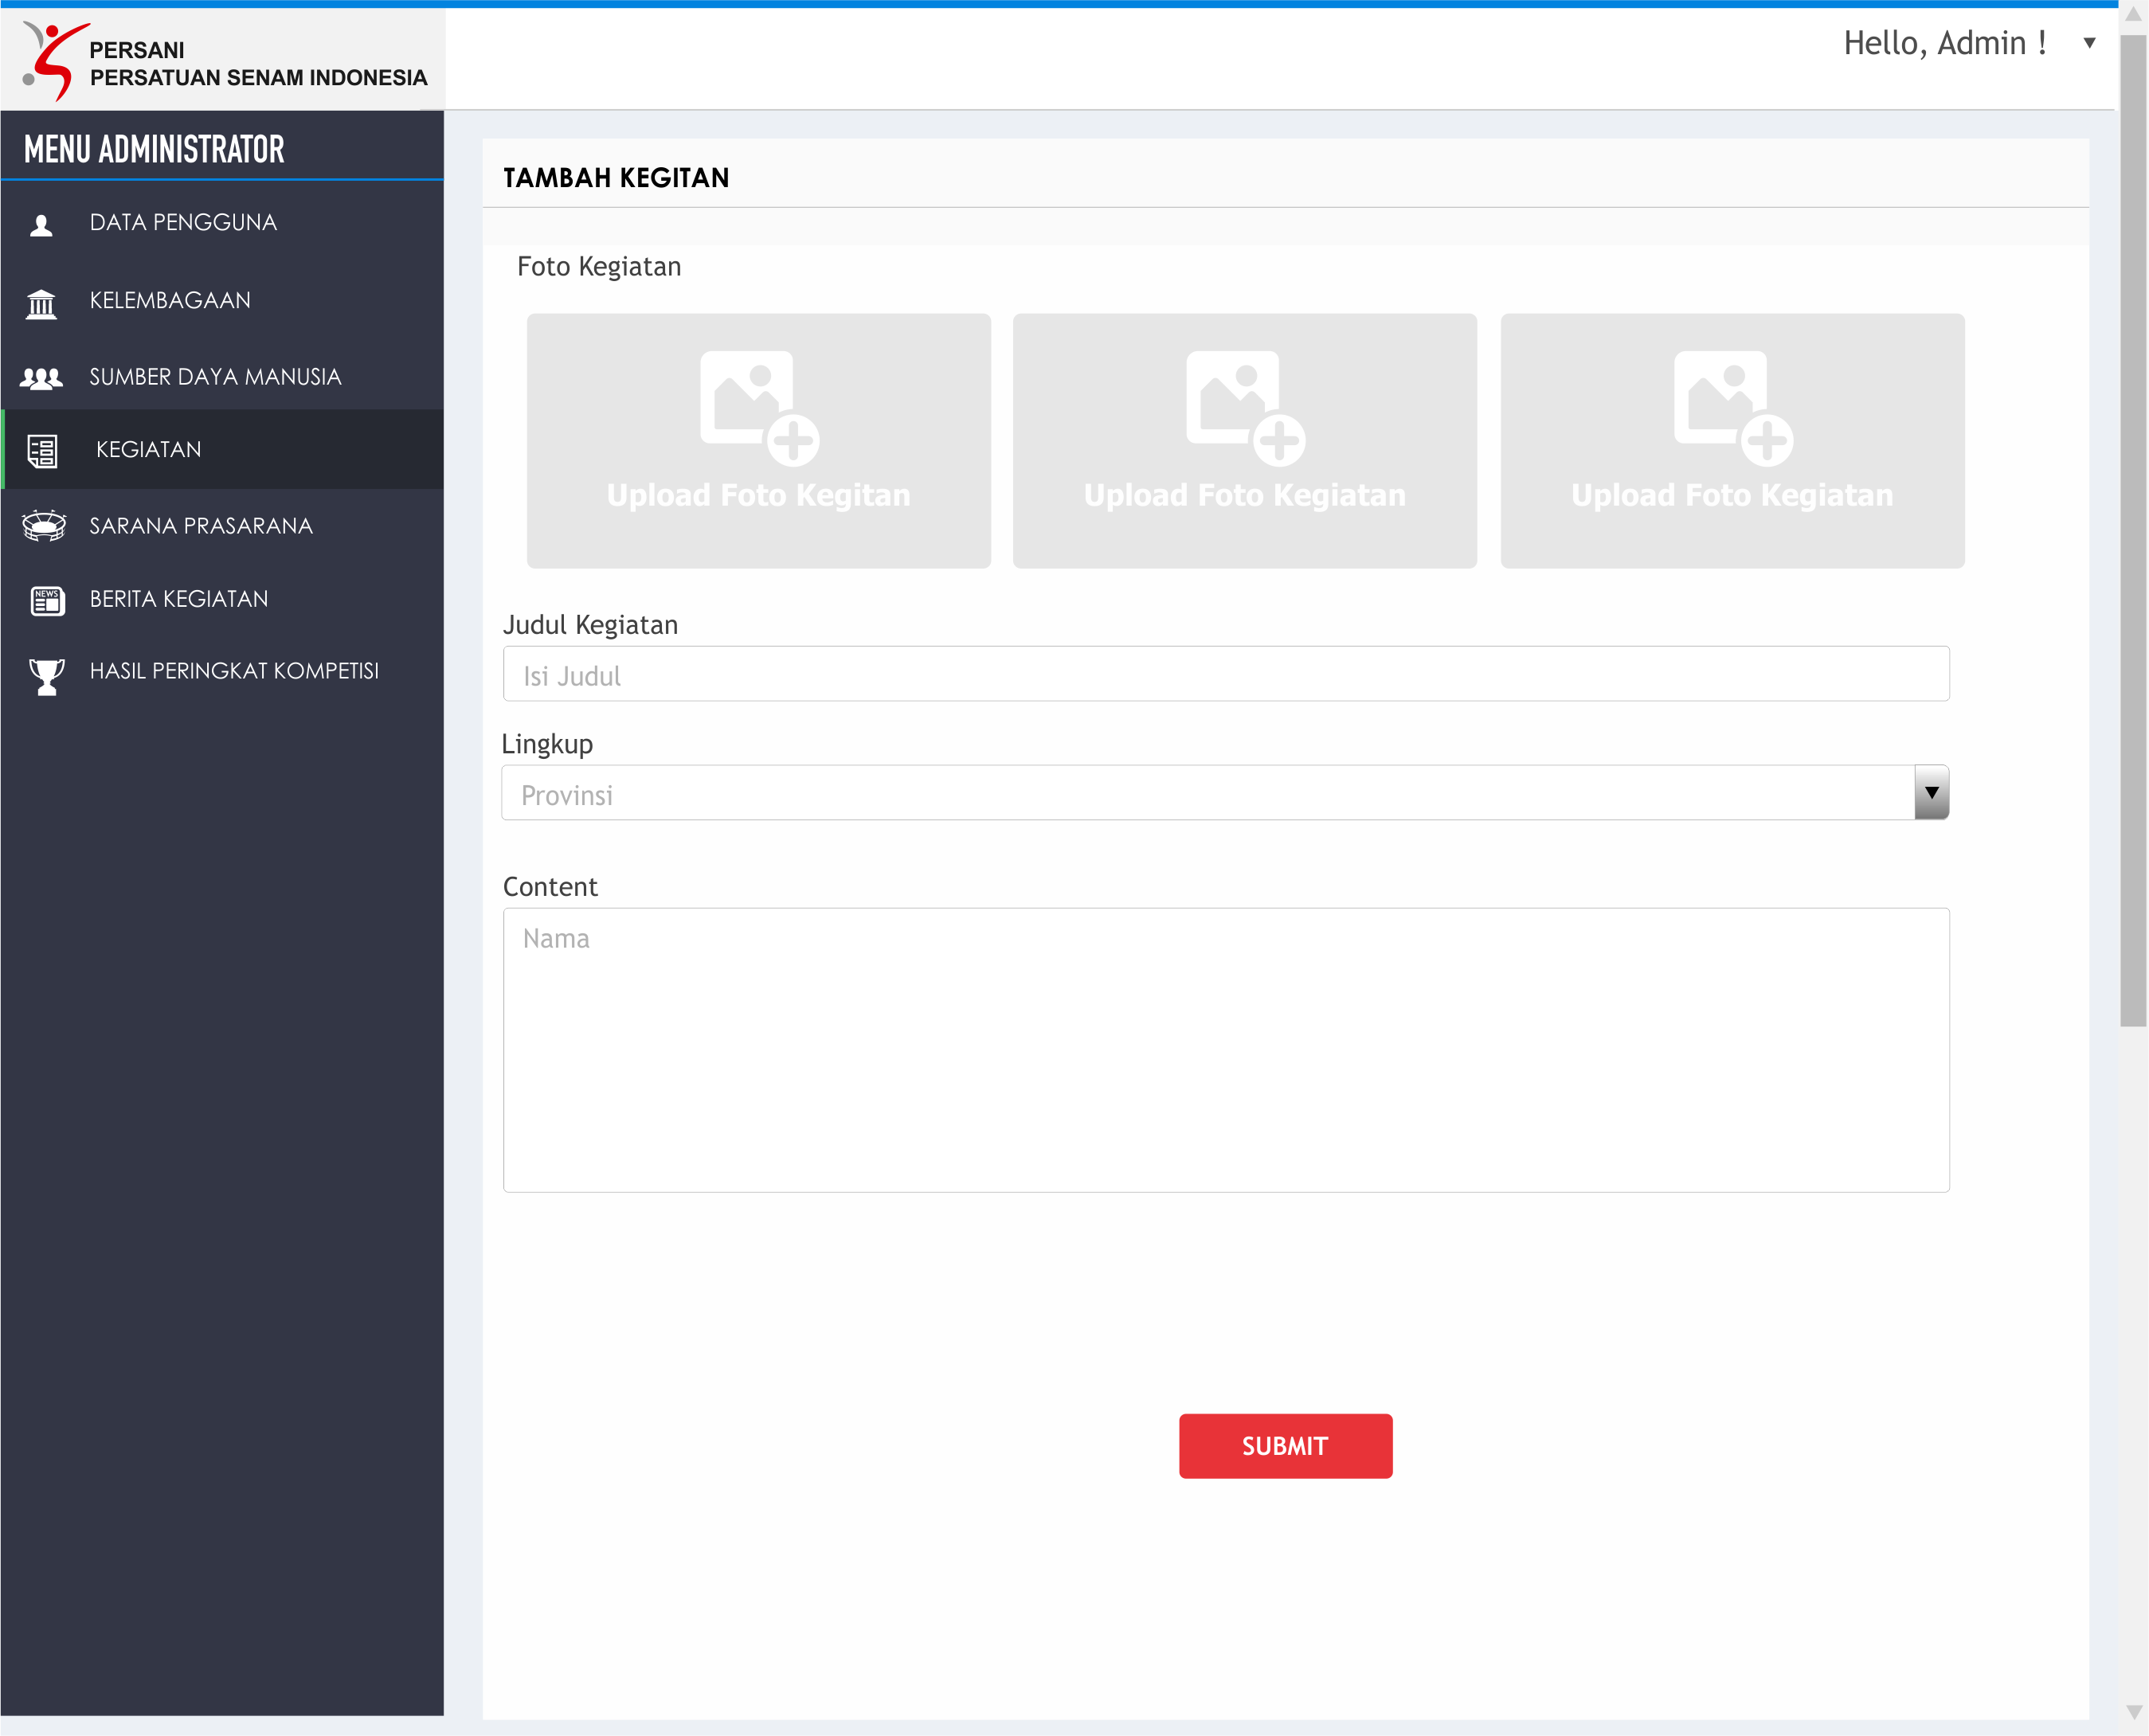 PERSANI
PERSATUAN SENAM INDONESIA
Hello, Admin !
MENU ADMINISTRATOR
DATA PENGGUNA
KELEMBAGAAN
SUMBER DAYA MANUSIA
KEGIATAN
SARANA PRASARANA
NEWS
BERITA KEGIATAN
HASIL PERINGKAT KOMPETISI
TAMBAH KEGITAN
Foto Kegiatan
Upload Foto Kegitan
Upload Foto Kegiatan
Upload Foto Kegiatan
Judul Kegiatan
Isi Judul
Lingkup
Provinsi
Content
Nama
SUBMIT